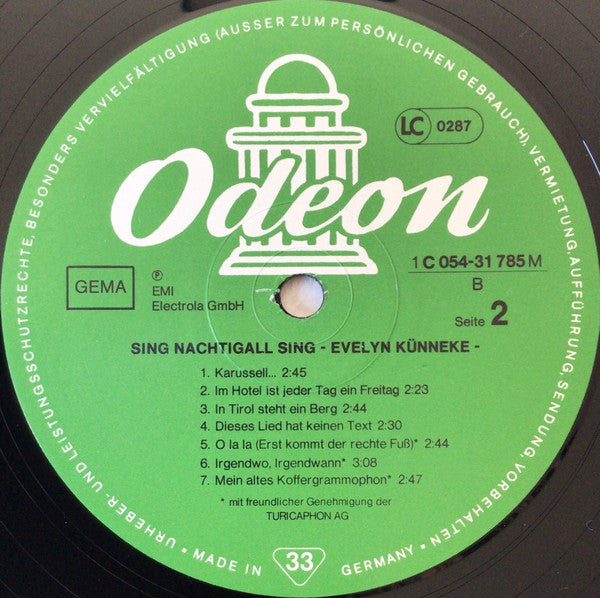 URHEBER- UND LEISTUNGSSCHUTZRECHTE, BESONDERS VERVIELFÄLTIGUNG (AUSSER ZUM PERSÖNLICHEN GEBRAUCH), VERMIETUNG, AUFFÜHRUNG, SENDUNG, VORBEHALTEN
Odeon
LC 0287
GEMA
Ⓟ
EMI
Electrola GmbH
1 C 054-31 785 M
B
Seite 2
SING NACHTIGALL SING - EVELYN KÜNNEKE -
1. Karussell... 2:45
2. Im Hotel ist jeder Tag ein Freitag 2:23
3. In Tirol steht ein Berg 2:44
4. Dieses Lied hat keinen Text 2:30
5. O la la (Erst kommt der rechte Fuß)* 2:44
6. Irgendwo, Irgendwann* 3:08
7. Mein altes Koffergrammophon* 2:47
* mit freundlicher Genehmigung der
TURICAPHON AG
• MADE IN 33 GERMANY •